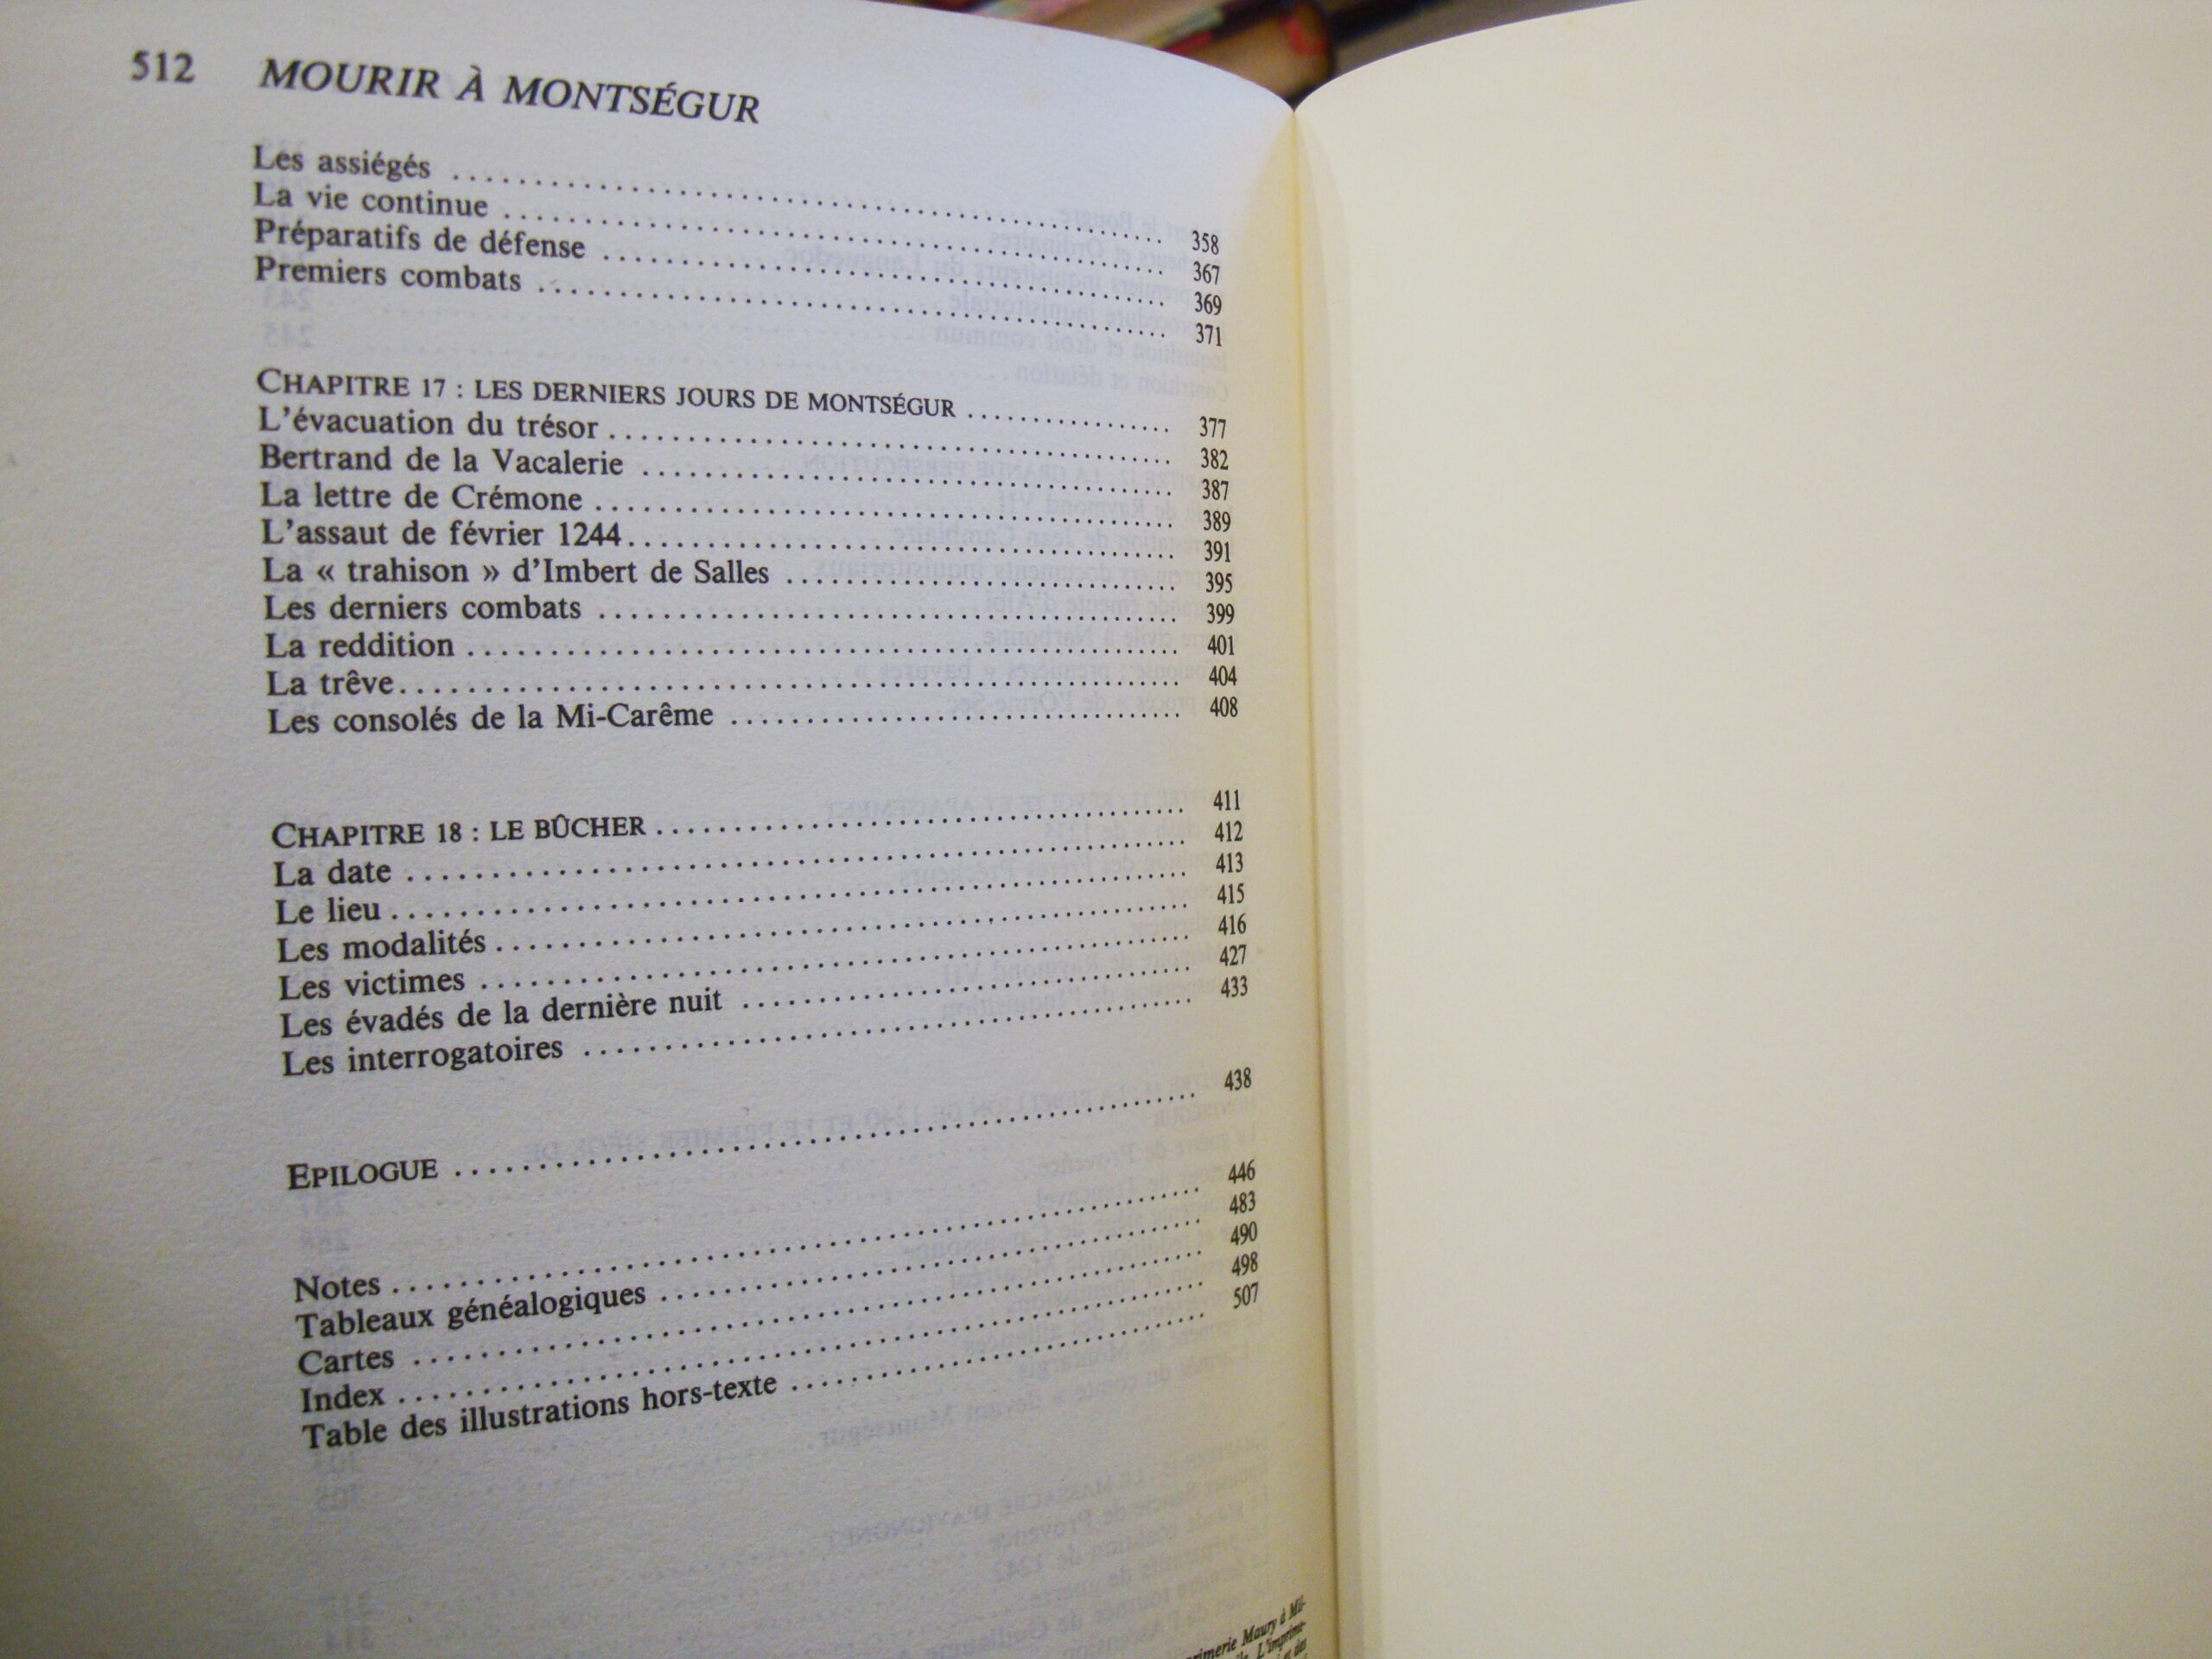 512 MOURIR À MONTSÉGUR
Les assiégés ........ 358
La vie continue ........ 367
Préparatifs de défense ........ 369
Premiers combats ........ 371
CHAPITRE 17 : LES DERNIERS JOURS DE MONTSÉGUR ........ 377
L'évacuation du trésor ........ 382
Bertrand de la Vacalerie ........ 387
La lettre de Crémone ........ 389
L'assaut de février 1244 ........ 391
La « trahison » d'Imbert de Salles ........ 395
Les derniers combats ........ 399
La reddition ........ 401
La trêve ........ 404
Les consolés de la Mi-Carême ........ 408
CHAPITRE 18 : LE BÛCHER ........ 411
La date ........ 412
Le lieu ........ 413
Les modalités ........ 415
Les victimes ........ 416
Les évadés de la dernière nuit ........ 427
Les interrogatoires ........ 433
EPILOGUE ........ 438
Notes ........ 446
Tableaux généalogiques ........ 483
Cartes ........ 490
Index ........ 498
Table des illustrations hors-texte ........ 507
Maury à
L'imprime-
des